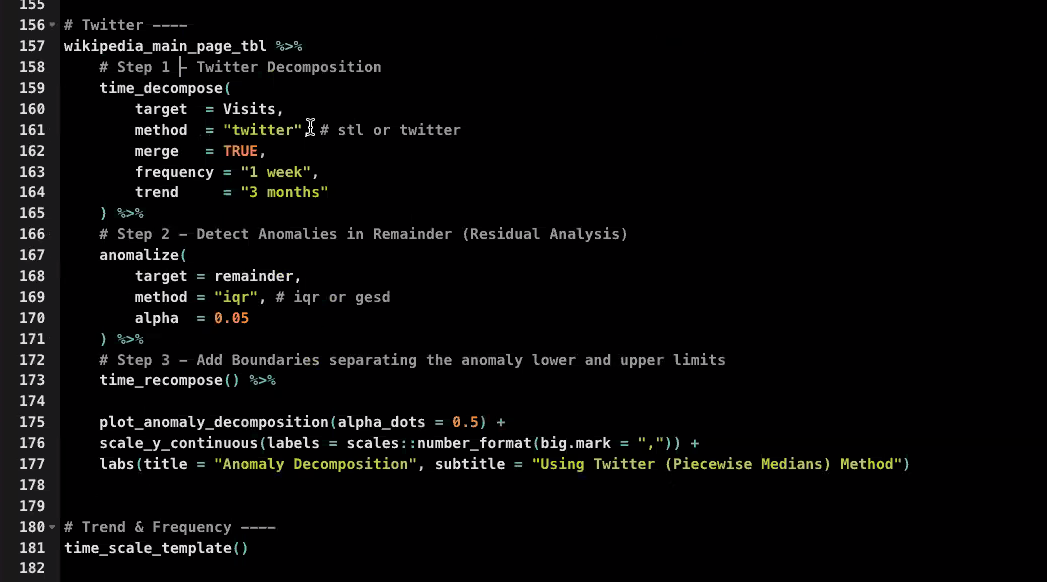 155
156 # Twitter ----
157 wikipedia_main_page_tbl %>%
158     # Step 1 - Twitter Decomposition
159     time_decompose(
160         target  = Visits,
161         method  = "twitter", # stl or twitter
162         merge   = TRUE,
163         frequency = "1 week",
164         trend     = "3 months"
165     ) %>%
166     # Step 2 - Detect Anomalies in Remainder (Residual Analysis)
167     anomalize(
168         target = remainder,
169         method = "iqr", # iqr or gesd
170         alpha  = 0.05
171     ) %>%
172     # Step 3 - Add Boundaries separating the anomaly lower and upper limits
173     time_recompose() %>%
174
175     plot_anomaly_decomposition(alpha_dots = 0.5) +
176     scale_y_continuous(labels = scales::number_format(big.mark = ",")) +
177     labs(title = "Anomaly Decomposition", subtitle = "Using Twitter (Piecewise Medians) Method")
178
179
180 # Trend & Frequency ----
181 time_scale_template()
182